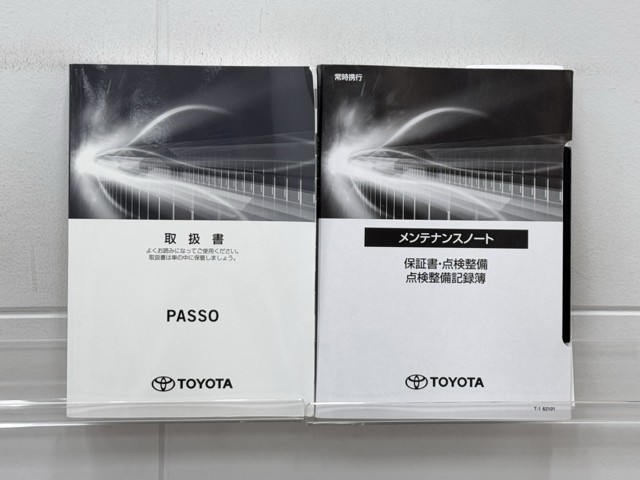 取扱書
よくお読みになってご使用ください。
取扱書は車の中に保管しましょう。
PASSO
TOYOTA
常時携行
メンテナンスノート
保証書・点検整備
点検整備記録簿
TOYOTA
T-1 62101